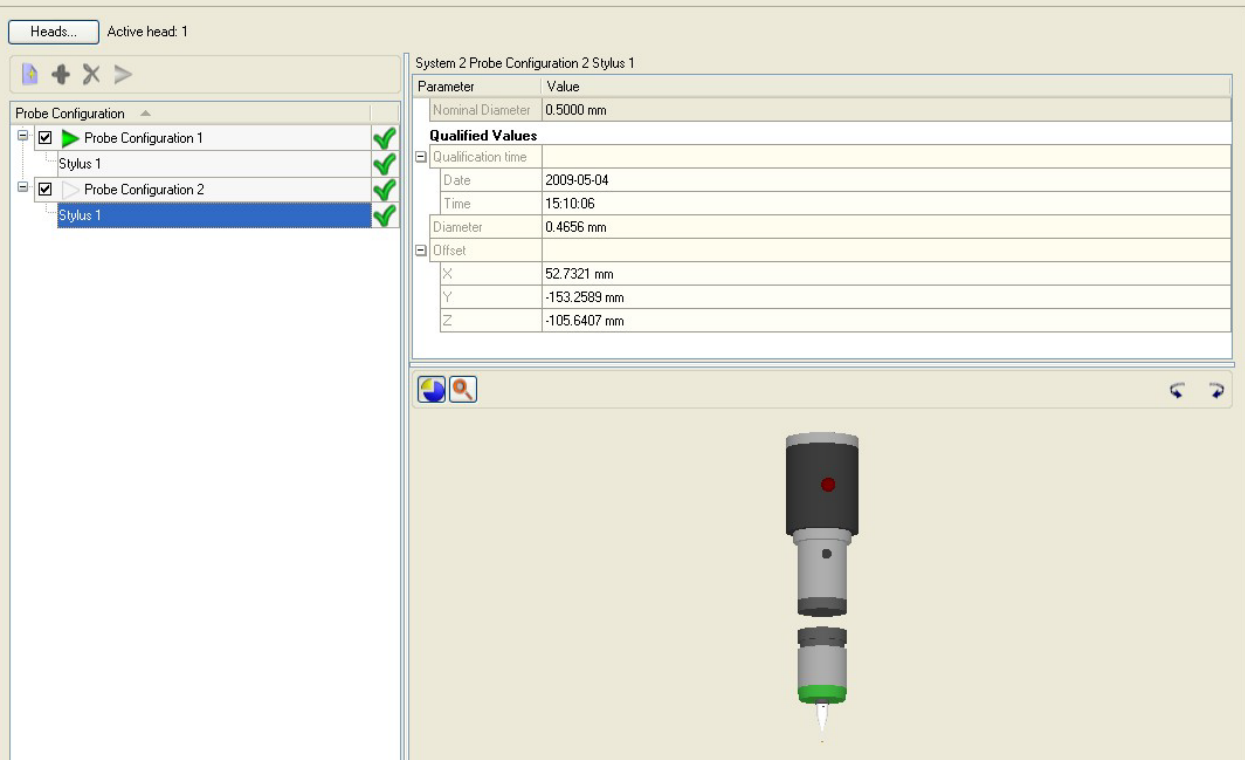 Heads... Active head: 1
Probe Configuration
Probe Configuration 1
Stylus 1
Probe Configuration 2
Stylus 1
System 2 Probe Configuration 2 Stylus 1
Parameter Value
Nominal Diameter 0.5000 mm
Qualified Values
Qualification time
Date 2009-05-04
Time 15:10:06
Diameter 0.4656 mm
Offset
X 52.7321 mm
Y -153.2589 mm
Z -105.6407 mm